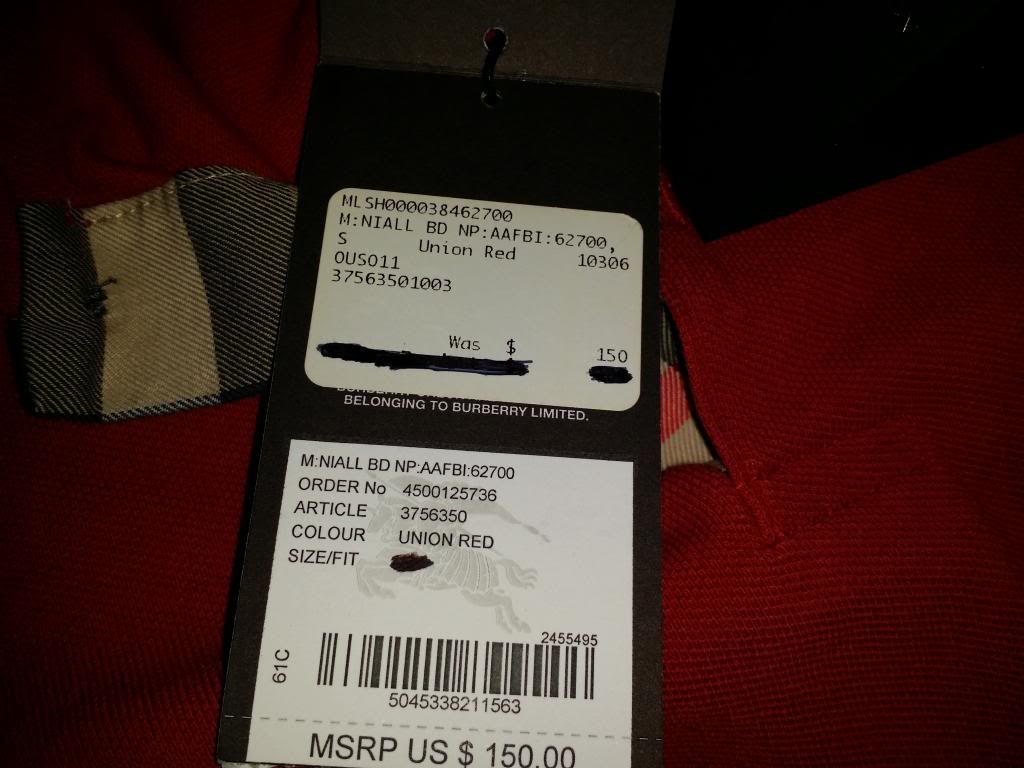 MLSH000038462700
M:NIALL BD NP:AAFBI:62700,
S Union Red 10306
OUS011
37563501003
Was $ 150
BELONGING TO BURBERRY LIMITED.
M:NIALL BD NP:AAFBI:62700
ORDER No 4500125736
ARTICLE 3756350
COLOUR UNION RED
SIZE/FIT
2455495
61C
5045338211563
MSRP US $ 150.00